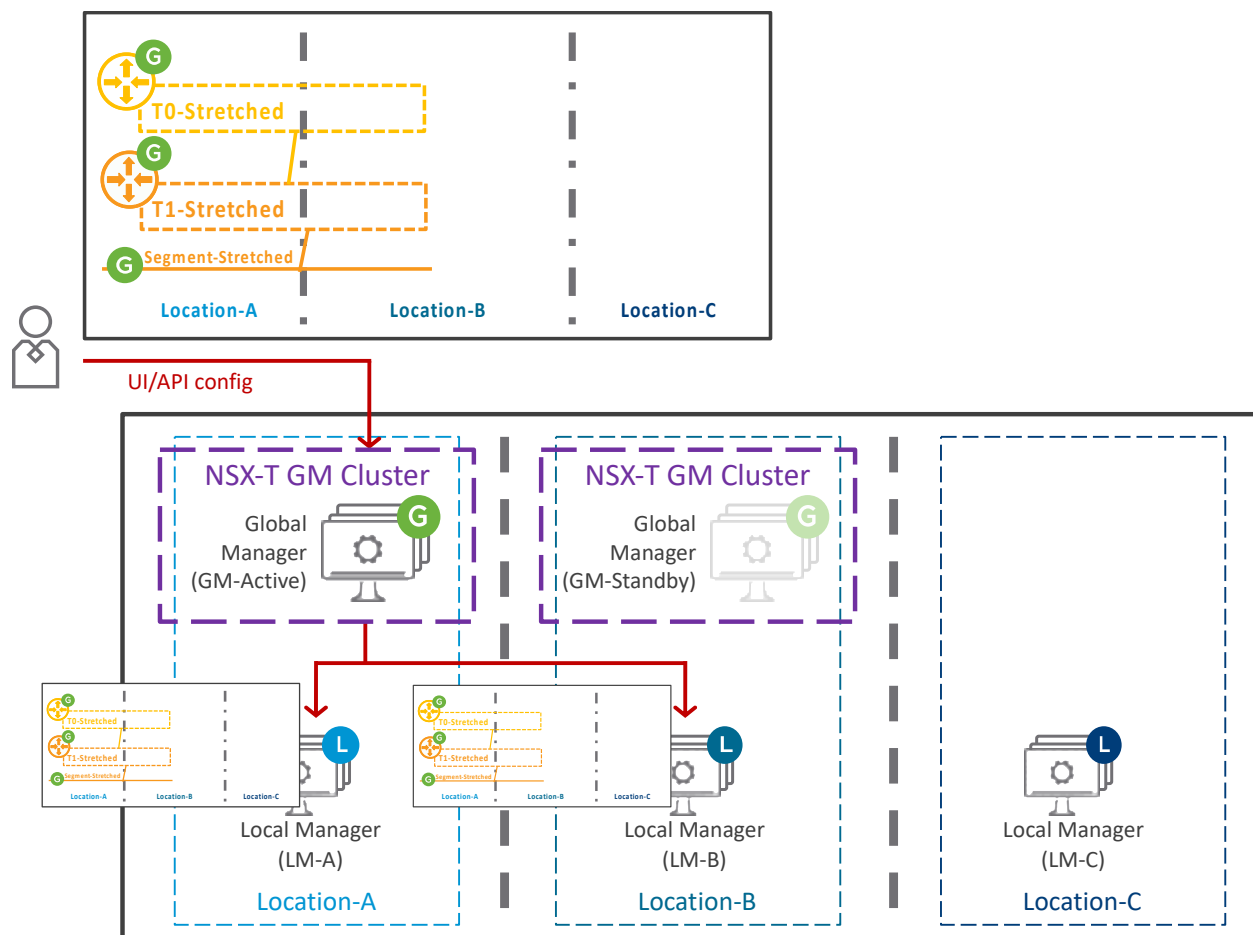 G
T0-Stretched
G
T1-Stretched
G
Segment-Stretched
Location-A
Location-B
Location-C
UI/API config
NSX-T GM Cluster
Global
Manager
(GM-Active)
G
NSX-T GM Cluster
Global
Manager
(GM-Standby)
G
G
T0-Stretched
G
T1-Stretched
G
Segment-Stretched
Location-A
Location-B
Location-C
L
Local Manager
(LM-A)
Location-A
G
T0-Stretched
G
T1-Stretched
G
Segment-Stretched
Location-A
Location-B
Location-C
L
Local Manager
(LM-B)
Location-B
L
Local Manager
(LM-C)
Location-C